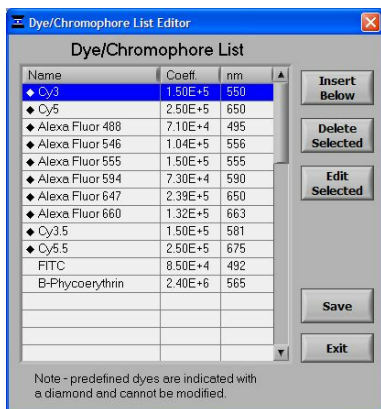 Dye/Chromophore List Editor
Dye/Chromophore List
Name Coeff. nm
◆ Cy3 1.50E+5 550
◆ Cy5 2.50E+5 650
◆ Alexa Fluor 488 7.10E+4 495
◆ Alexa Fluor 546 1.04E+5 556
◆ Alexa Fluor 555 1.50E+5 555
◆ Alexa Fluor 594 7.30E+4 590
◆ Alexa Fluor 647 2.39E+5 650
◆ Alexa Fluor 660 1.32E+5 663
◆ Cy3.5 1.50E+5 581
◆ Cy5.5 2.50E+5 675
FITC 8.50E+4 492
B-Phycoerythrin 2.40E+6 565
Insert
Below
Delete
Selected
Edit
Selected
Save
Exit
Note - predefined dyes are indicated with
a diamond and cannot be modified.